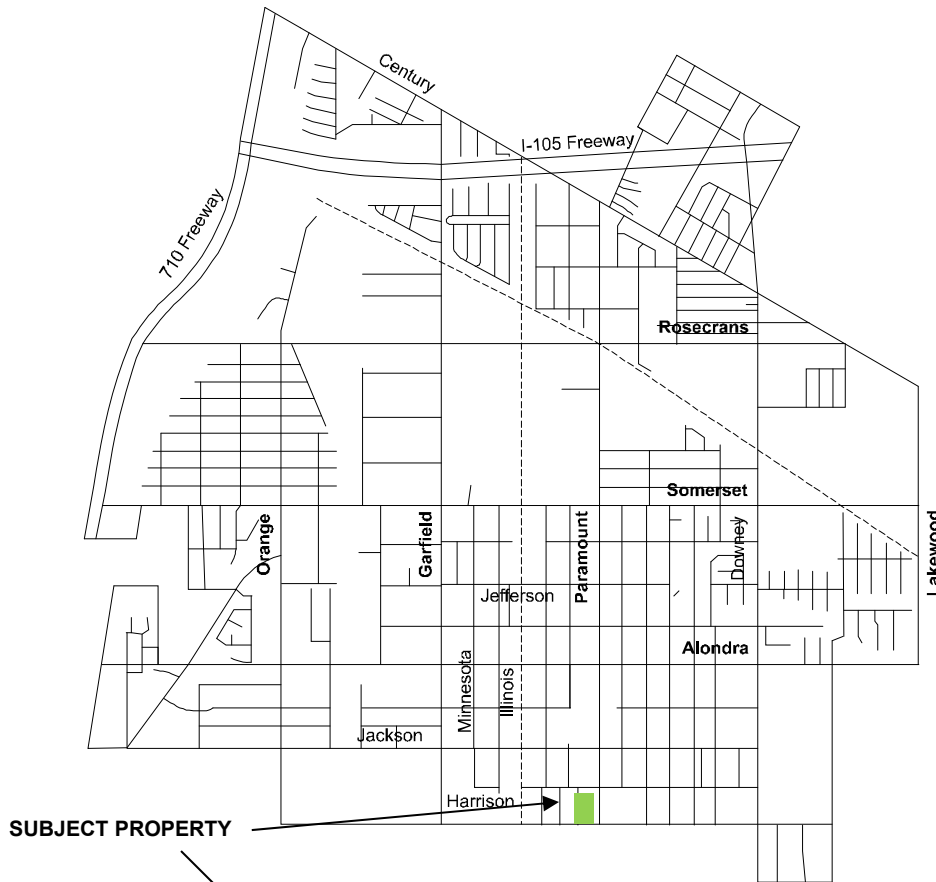 Century
I-105 Freeway
710 Freeway
Rosecrans
Somerset
Orange
Garfield
Paramount
Downey
Lakewood
Jefferson
Alondra
Minnesota
Illinois
Jackson
Harrison
SUBJECT PROPERTY